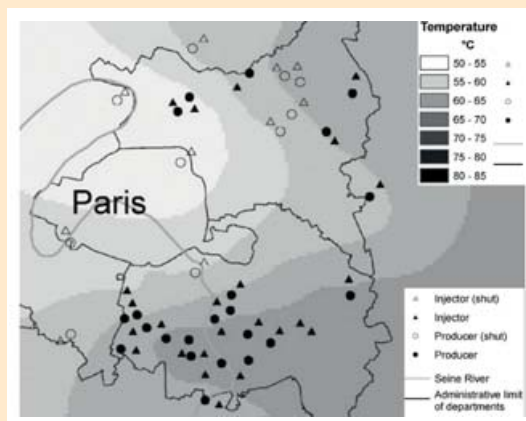 Temperature
°C
50 - 55
55 - 60
60 - 65
65 - 70
70 - 75
75 - 80
80 - 85
Paris
Injector (shut)
Injector
Producer (shut)
Producer
Seine River
Administrative limit
of departments